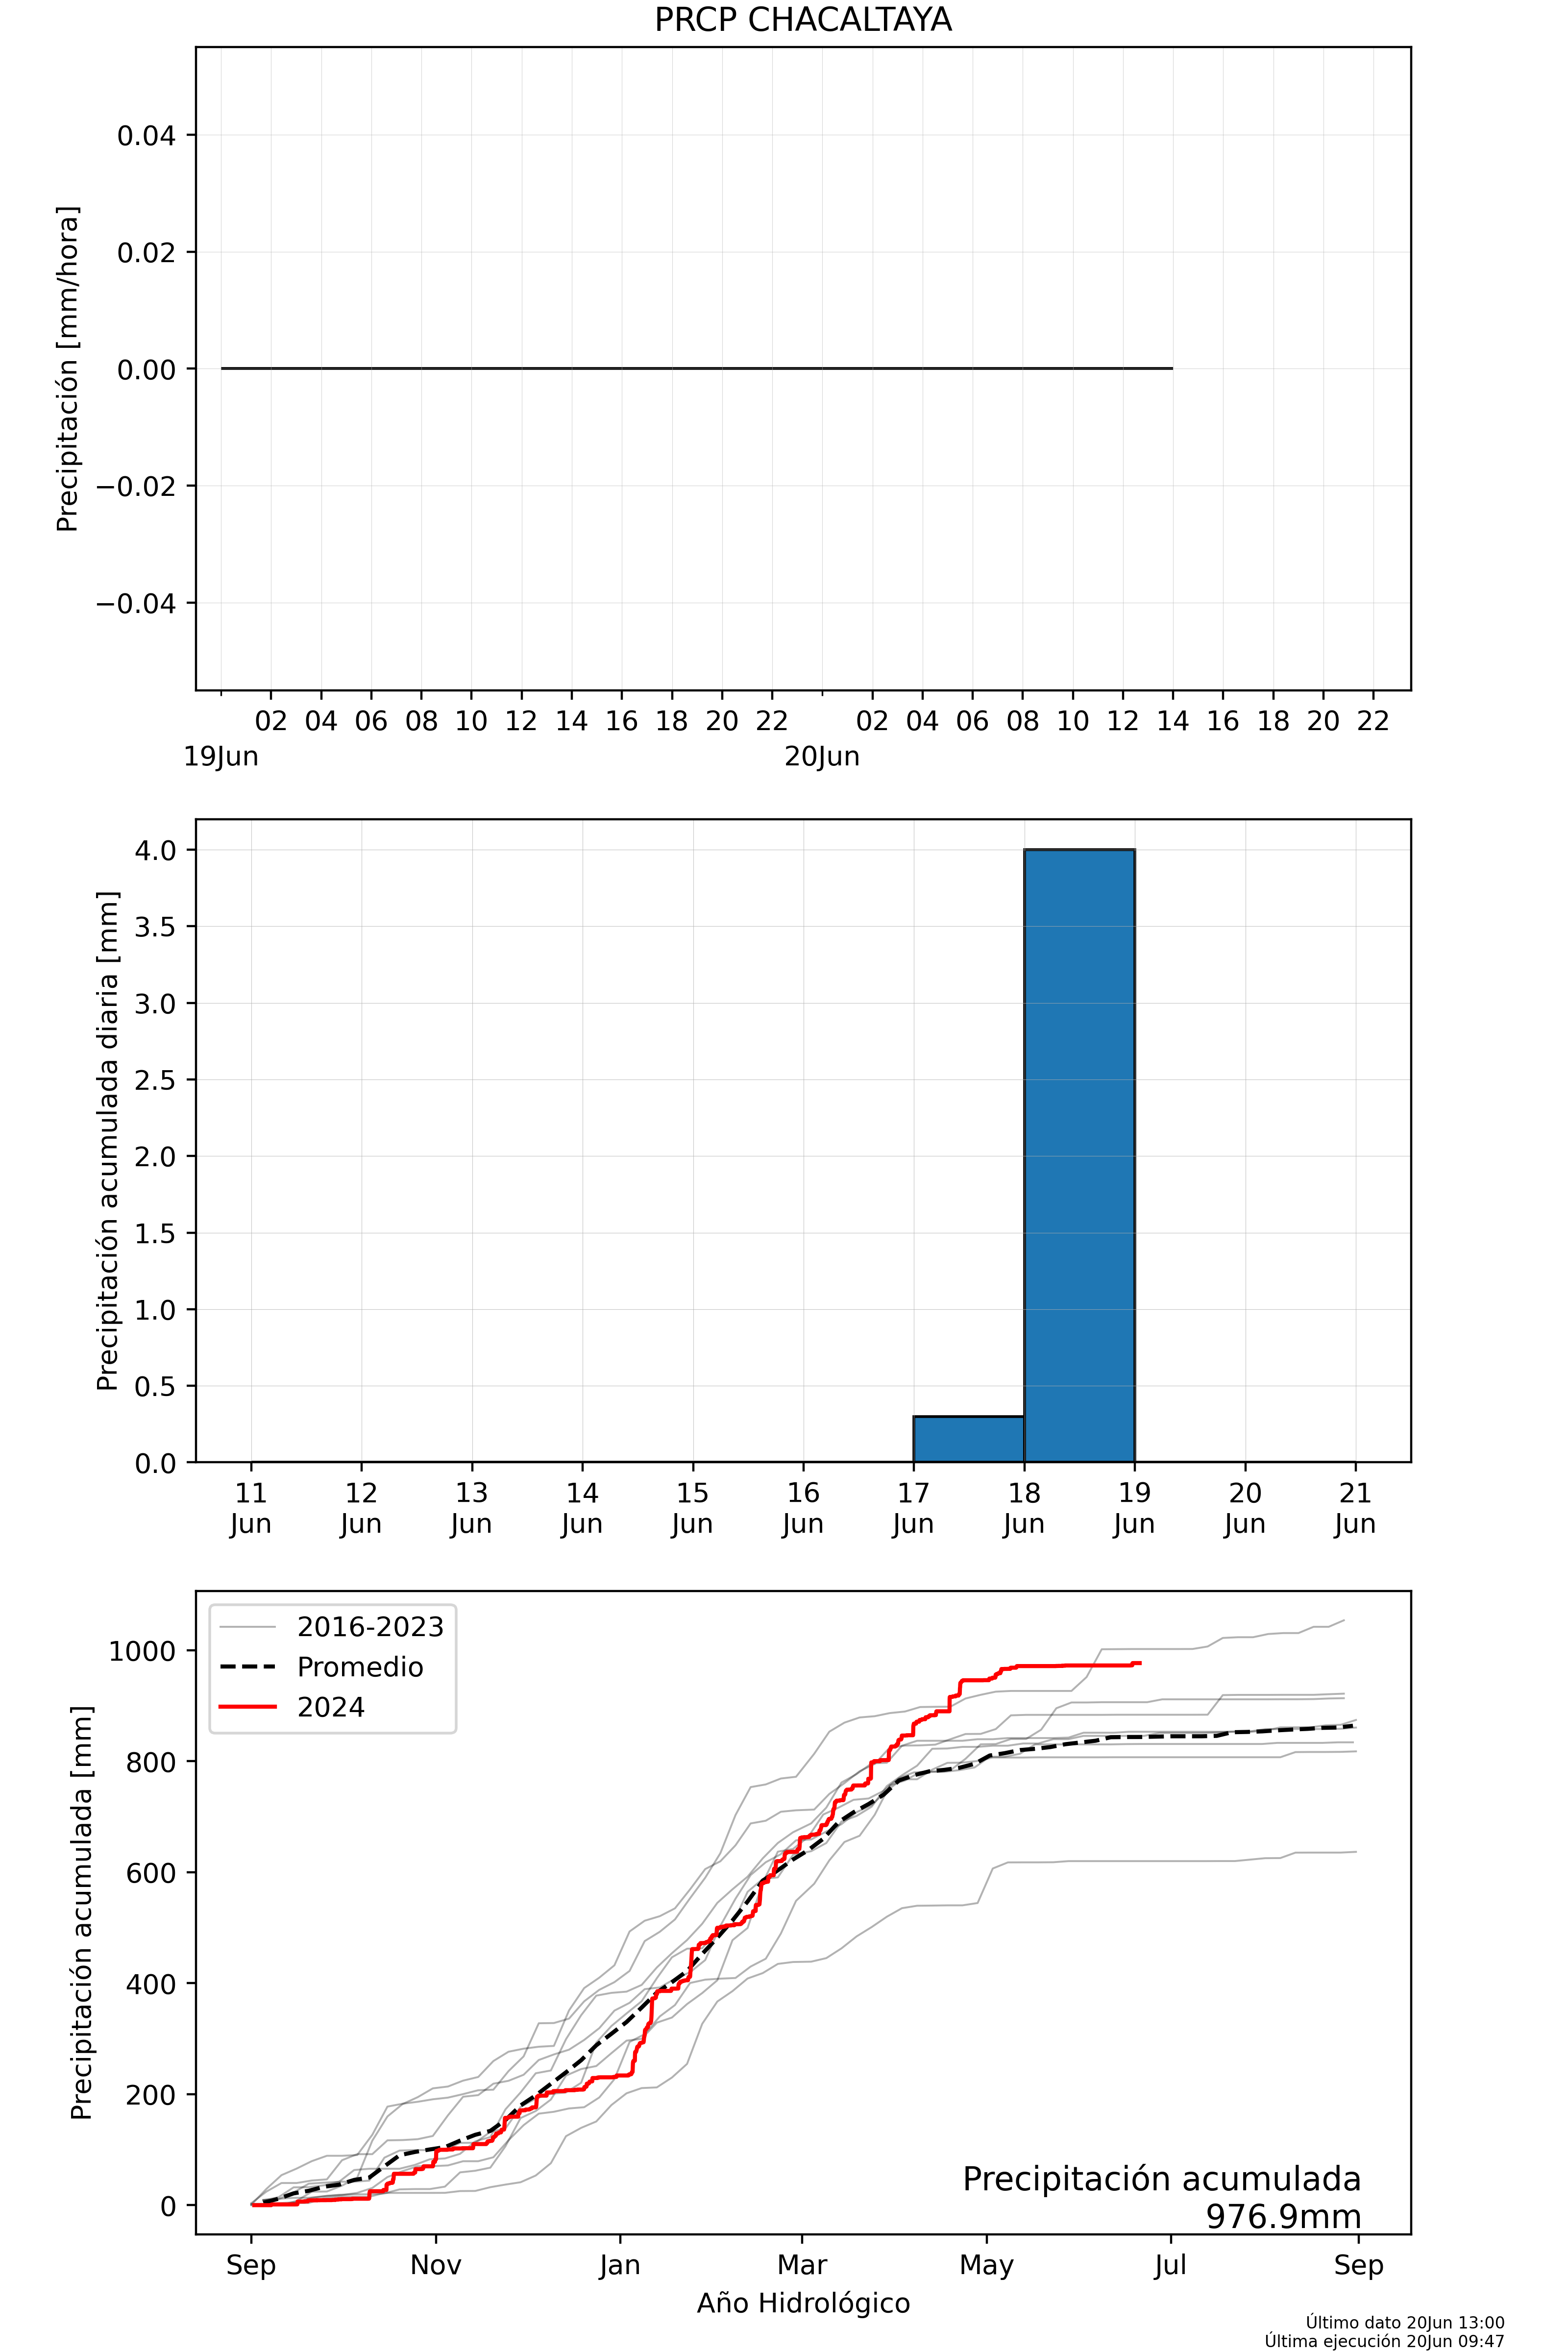 PRCP CHACALTAYA
Precipitación [mm/hora]
0.04
0.02
0.00
−0.02
−0.04
02 04 06 08 10 12 14 16 18 20 22 02 04 06 08 10 12 14 16 18 20 22
19Jun 20Jun
Precipitación acumulada diaria [mm]
4.0
3.5
3.0
2.5
2.0
1.5
1.0
0.5
0.0
11 12 13 14 15 16 17 18 19 20 21
Jun Jun Jun Jun Jun Jun Jun Jun Jun Jun Jun
Precipitación acumulada [mm]
1000
800
600
400
200
0
2016-2023
Promedio
2024
Precipitación acumulada
976.9mm
Sep Nov Jan Mar May Jul Sep
Año Hidrológico
Último dato 20Jun 13:00
Última ejecución 20Jun 09:47